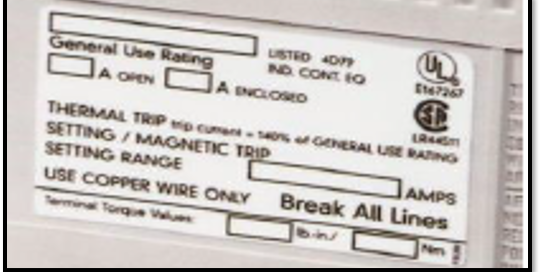 General Use Rating
LISTED 4D79
IND. CONT. EQ
A OPEN
A ENCLOSED
UL
E167267
LR44511
THERMAL TRIP trip current = 140% of GENERAL USE RATING
SETTING / MAGNETIC TRIP
SETTING RANGE
AMPS
USE COPPER WIRE ONLY
Break All Lines
Terminal Torque Values:
lb-in./
Nm